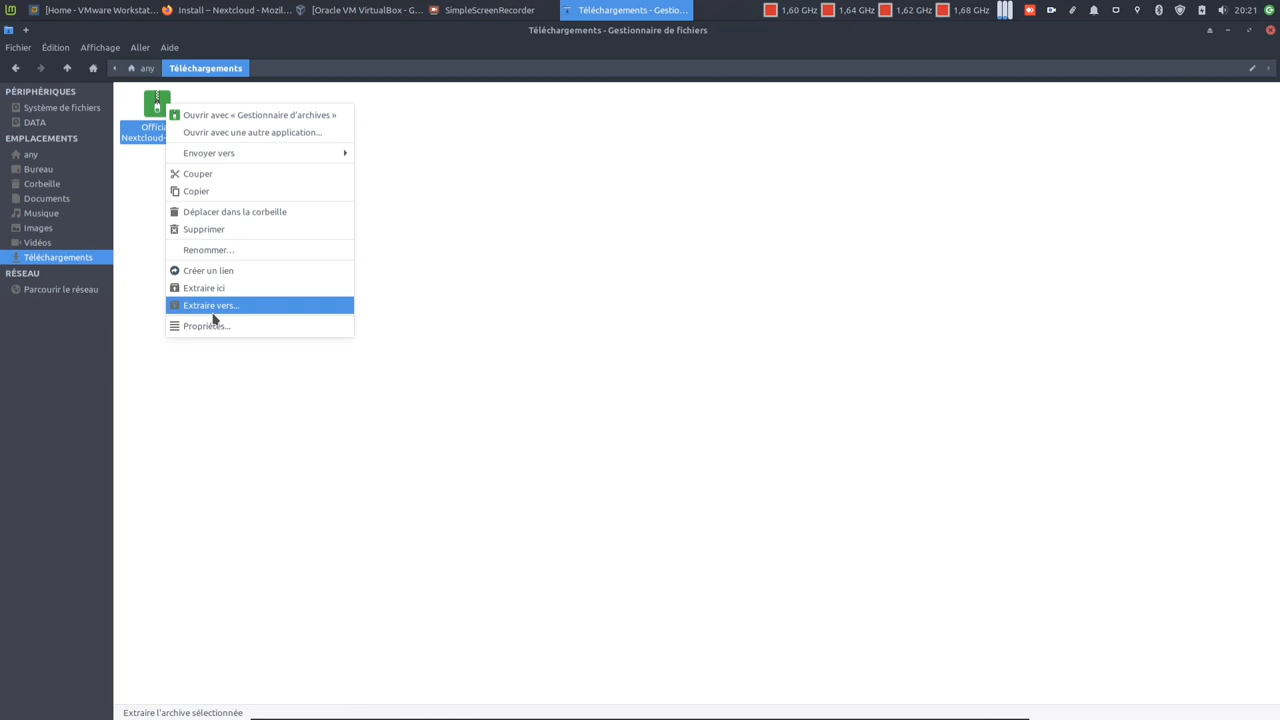 [Home - VMware Workstat...
Install – Nextcloud - Mozil...
[Oracle VM VirtualBox - G...
SimpleScreenRecorder
Téléchargements - Gestio...
1,60 GHz
1,64 GHz
1,62 GHz
1,68 GHz
20:21
Téléchargements - Gestionnaire de fichiers
Fichier Édition Affichage Aller Aide
any Téléchargements
PÉRIPHÉRIQUES
Système de fichiers
DATA
EMPLACEMENTS
any
Bureau
Corbeille
Documents
Musique
Images
Vidéos
Téléchargements
RÉSEAU
Parcourir le réseau
Nextcloud-
Ouvrir avec « Gestionnaire d'archives »
Ouvrir avec une autre application...
Envoyer vers
Couper
Copier
Déplacer dans la corbeille
Supprimer
Renommer...
Créer un lien
Extraire ici
Extraire vers...
Propriétés...
Extraire l'archive sélectionnée